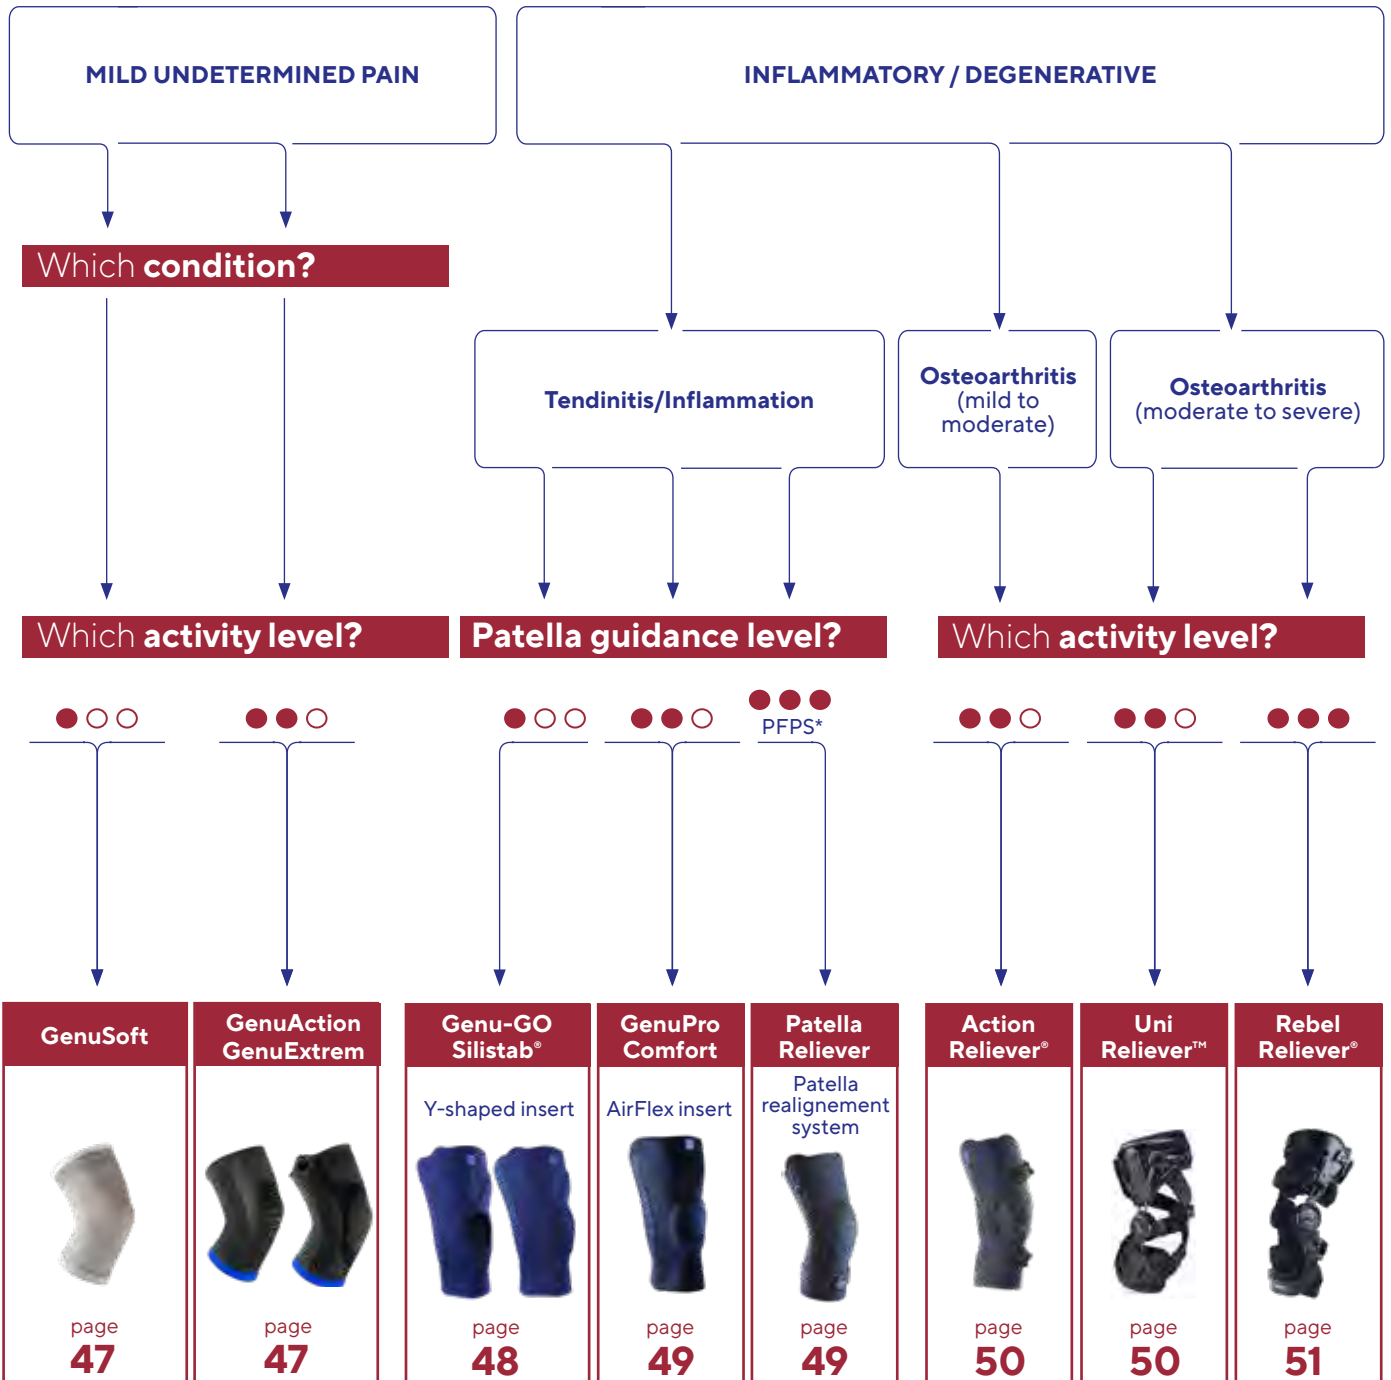 MILD UNDETERMINED PAIN
INFLAMMATORY / DEGENERATIVE
Which condition?
Tendinitis/Inflammation
Osteoarthritis
(mild to
moderate)
Osteoarthritis
(moderate to severe)
Which activity level?
Patella guidance level?
Which activity level?
PFPS*
GenuSoft
GenuAction
GenuExtrem
Genu-GO
Silistab®
GenuPro
Comfort
Patella
Reliever
Action
Reliever®
Uni
Reliever™
Rebel
Reliever®
Y-shaped insert
AirFlex insert
Patella
realignement
system
page
47
page
47
page
48
page
49
page
49
page
50
page
50
page
51